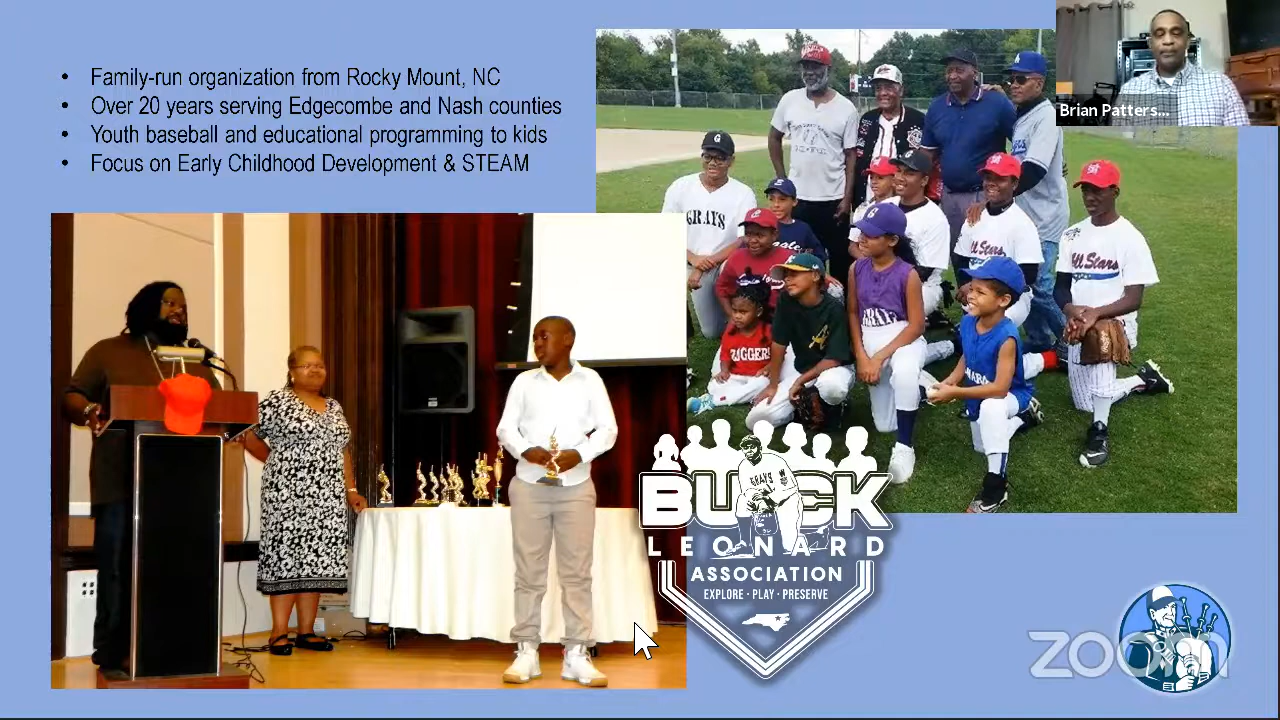 • Family-run organization from Rocky Mount, NC
• Over 20 years serving Edgecombe and Nash counties
• Youth baseball and educational programming to kids
• Focus on Early Childhood Development & STEAM
Brian Patters...
GRAYS
All Stars
All Stars
BUCK
LEONARD
ASSOCIATION
EXPLORE · PLAY · PRESERVE
GRAYS
zoom